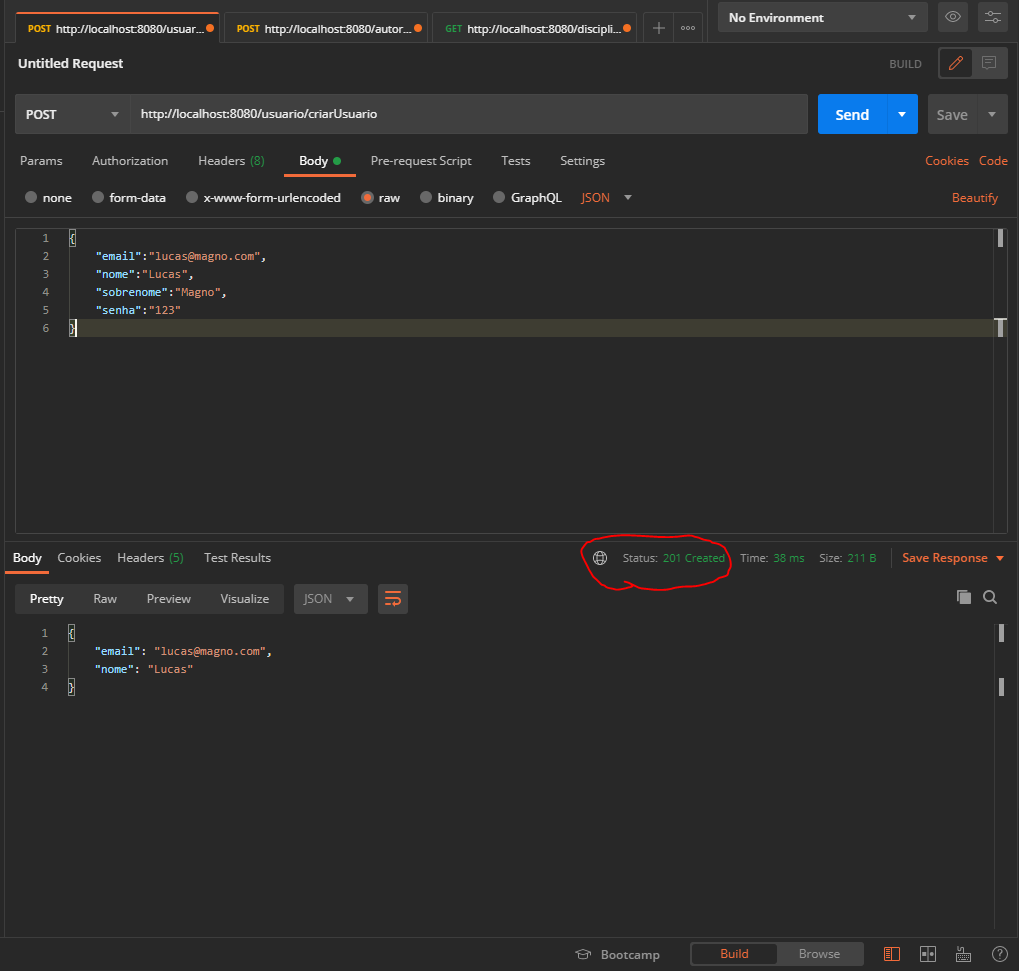 POST http://localhost:8080/usuar... POST http://localhost:8080/autor... GET http://localhost:8080/discipli... No Environment
Untitled Request BUILD
POST http://localhost:8080/usuario/criarUsuario Send Save
Params Authorization Headers (8) Body Pre-request Script Tests Settings Cookies Code
none form-data x-www-form-urlencoded raw binary GraphQL JSON Beautify
1 {
2 "email":"lucas@magno.com",
3 "nome":"Lucas",
4 "sobrenome":"Magno",
5 "senha":"123"
6 }
Body Cookies Headers (5) Test Results Status: 201 Created Time: 38 ms Size: 211 B Save Response
Pretty Raw Preview Visualize JSON
1 {
2 "email": "lucas@magno.com",
3 "nome": "Lucas"
4 }
Bootcamp Build Browse